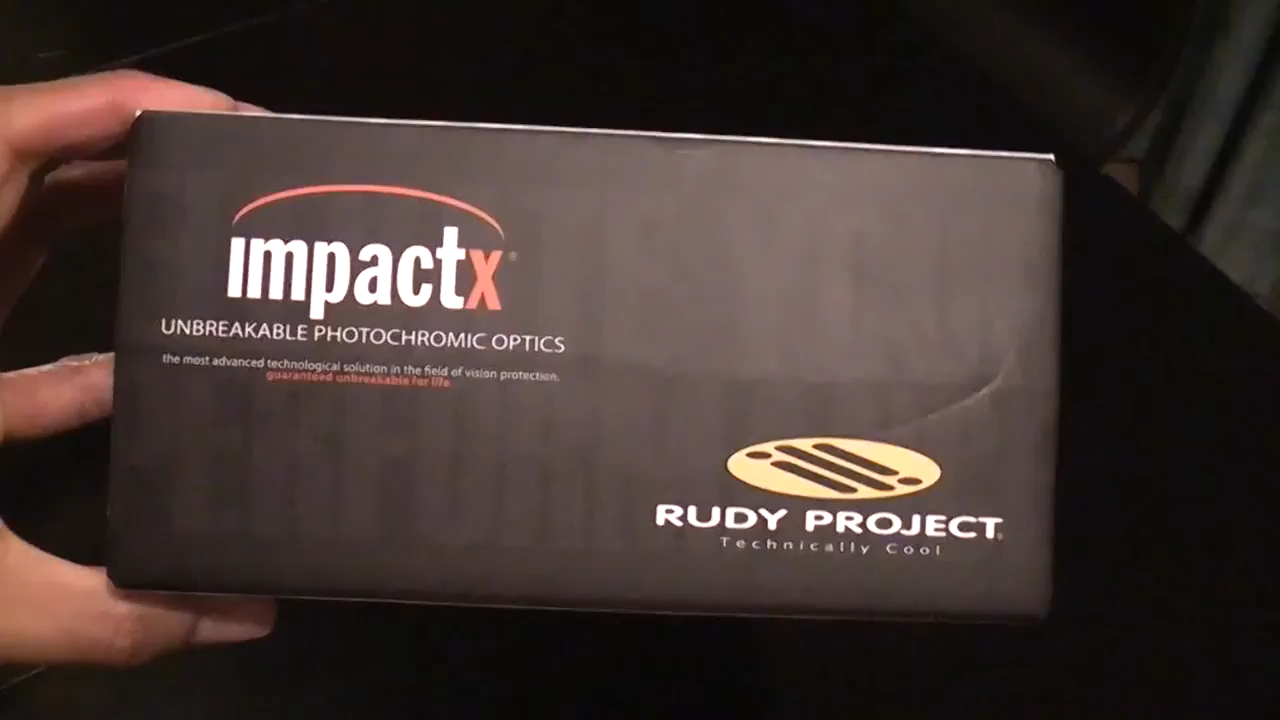 impactx®
UNBREAKABLE PHOTOCHROMIC OPTICS
the most advanced technological solution in the field of vision protection.
guaranteed unbreakable for life.
RUDY PROJECT®
Technically Cool